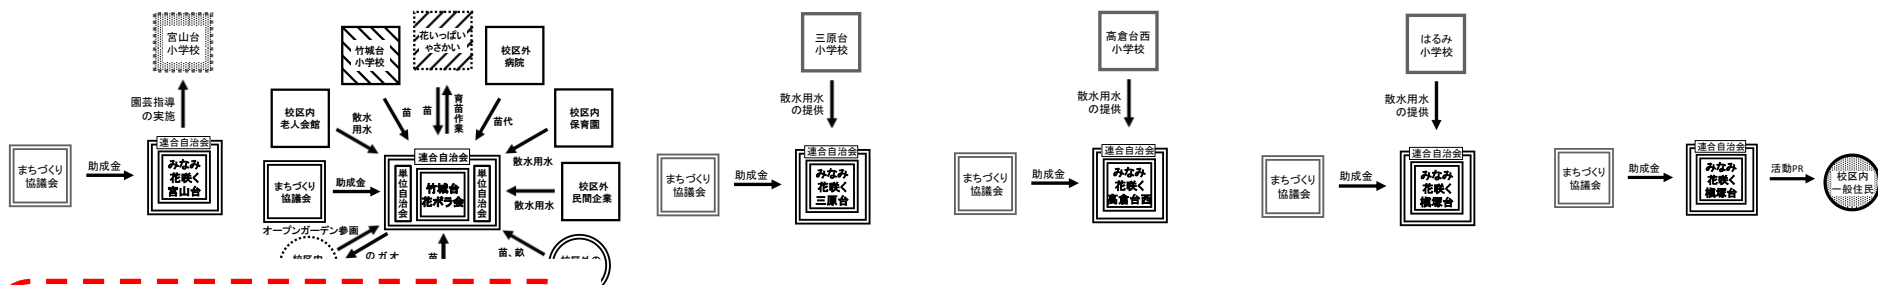 宮山台
小学校
園芸指導
の実施
まちづくり
協議会
助成金
連合自治会
みなみ
花咲く
宮山台
竹城台
小学校
花いっぱい
ゃさかい
校区外
病院
校区内
老人会館
散水
用水
苗
苗
育苗作業
苗代
校区内
保育園
散水用水
まちづくり
協議会
助成金
連合自治会
単位自治会
竹城台
花ボラ会
単位自治会
散水用水
校区外
民間企業
オープンガーデン参画
苗、畝
三原台
小学校
散水用水
の提供
まちづくり
協議会
助成金
連合自治会
みなみ
花咲く
三原台
高倉台西
小学校
散水用水
の提供
まちづくり
協議会
助成金
連合自治会
みなみ
花咲く
高倉台西
はるみ
小学校
散水用水
の提供
まちづくり
協議会
助成金
連合自治会
みなみ
花咲く
槇塚台
まちづくり
協議会
助成金
連合自治会
みなみ
花咲く
槇塚台
活動PR
校区内
一般住民